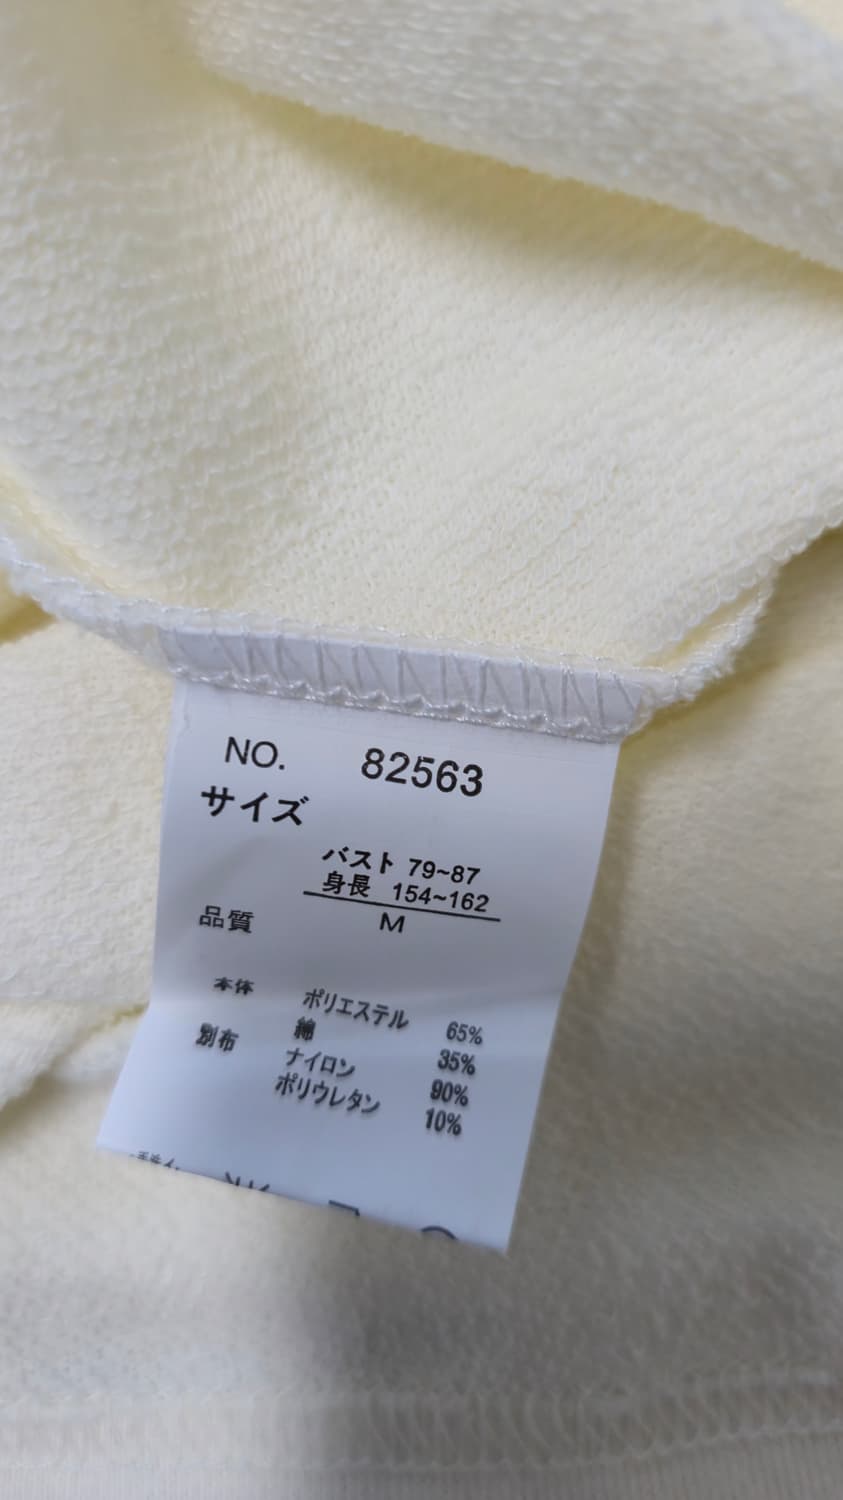 NO. 82563
サイズ
バスト 79~87
身長 154~162
M
品質
本体 ポリエステル 65%
綿 35%
別布 ナイロン 90%
ポリウレタン 10%